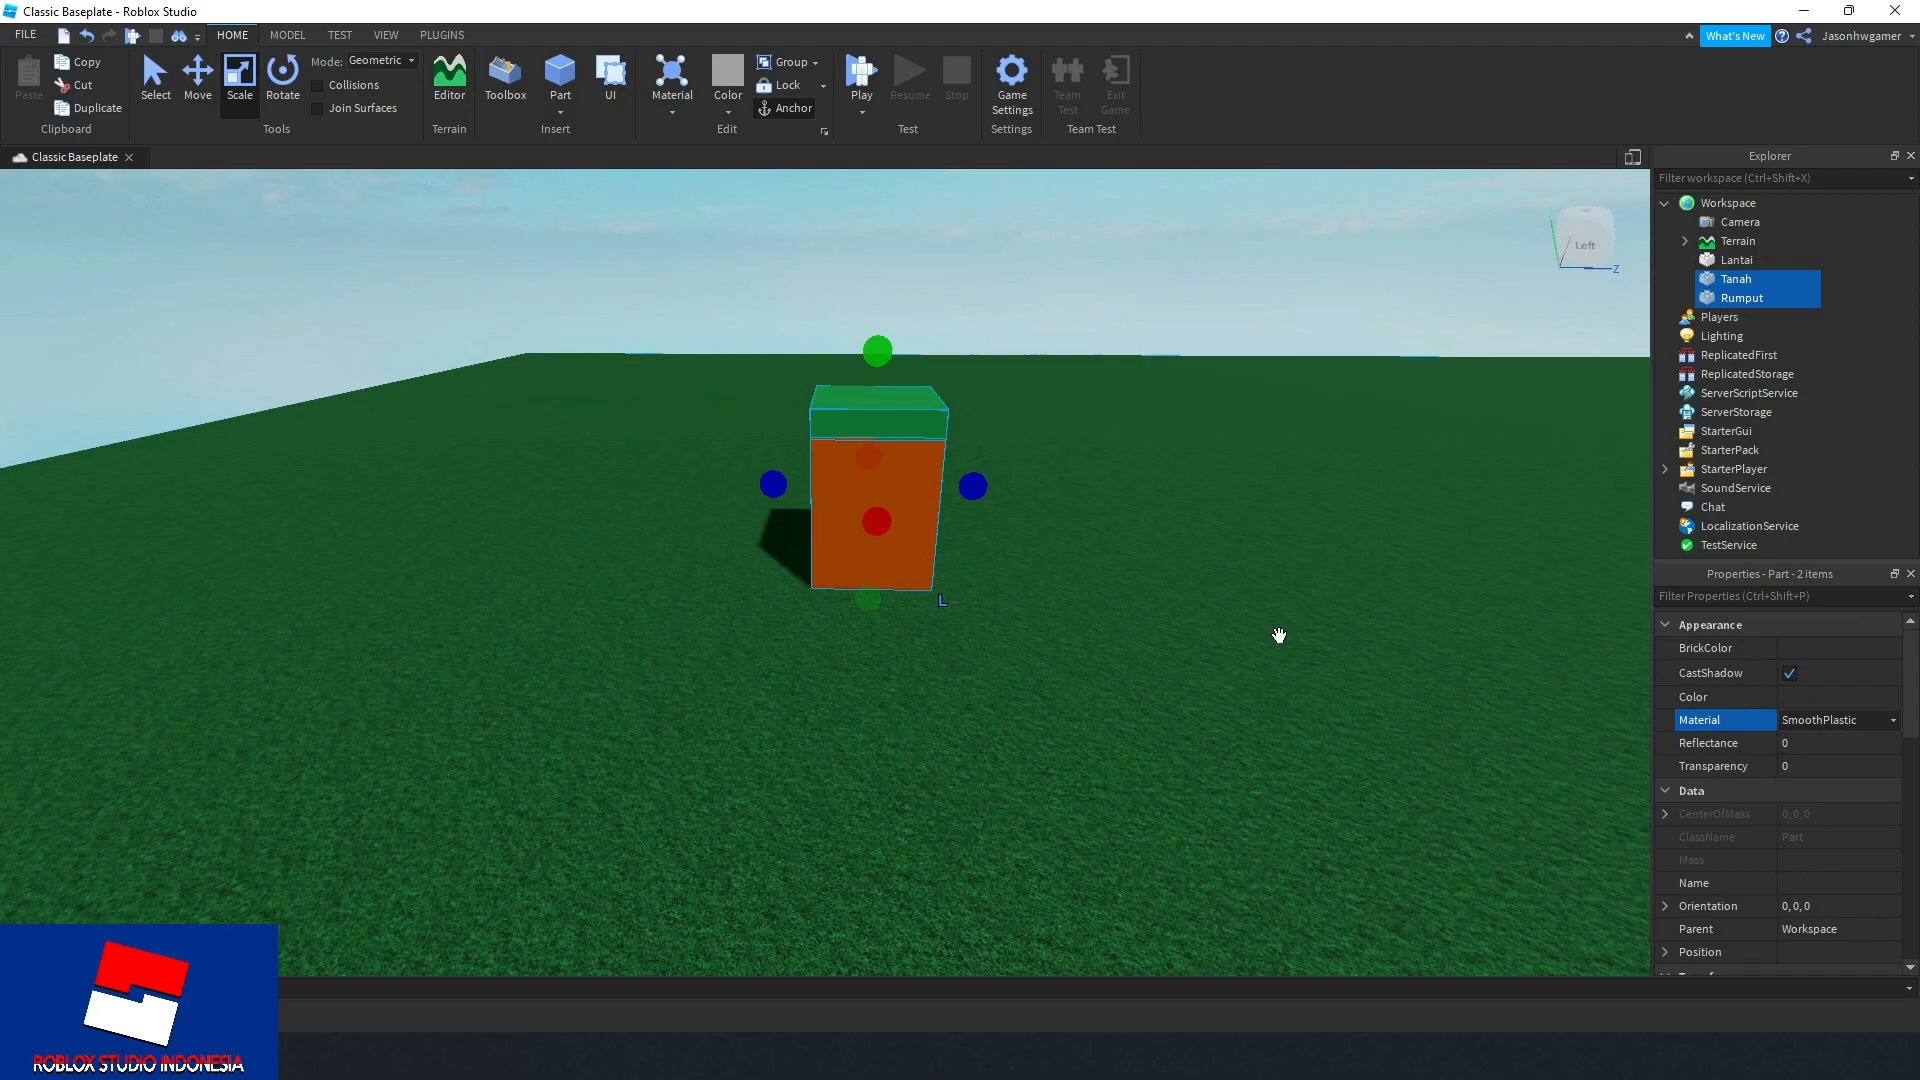 Classic Baseplate - Roblox Studio
FILE HOME MODEL TEST VIEW PLUGINS What's New Jasonhwgamer
Paste Copy Cut Duplicate
Clipboard
Select Move Scale Rotate
Mode: Geometric
Collisions
Join Surfaces
Tools
Editor
Terrain
Toolbox Part UI
Insert
Material Color Group Lock Anchor
Edit
Play Resume Stop
Test
Game Settings
Settings
Team Test Exit Game
Team Test
Classic Baseplate
Left
Z
L
Explorer
Filter workspace (Ctrl+Shift+X)
Workspace
Camera
Terrain
Lantai
Tanah
Rumput
Players
Lighting
ReplicatedFirst
ReplicatedStorage
ServerScriptService
ServerStorage
StarterGui
StarterPack
StarterPlayer
SoundService
Chat
LocalizationService
TestService
Properties - Part - 2 items
Filter Properties (Ctrl+Shift+P)
Appearance
BrickColor
CastShadow
Color
Material SmoothPlastic
Reflectance 0
Transparency 0
Data
CenterOfMass 0,0,0
ClassName Part
Mass
Name
Orientation 0,0,0
Parent Workspace
Position
ROBLOX STUDIO INDONESIA